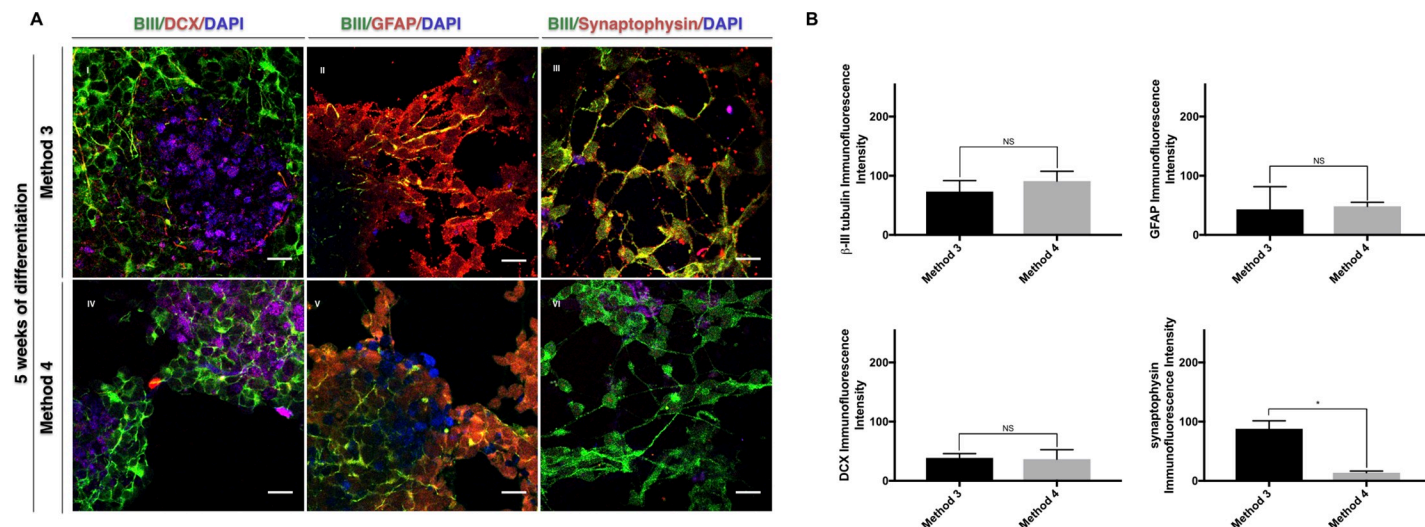 A
BIII/DCX/DAPI
BIII/GFAP/DAPI
BIII/Synaptophysin/DAPI
5 weeks of differentiation
Method 3
Method 4
I
II
III
IV
V
VI
B
β-III tubulin Immunofluorescence
Intensity
200
100
0
NS
Method 3
Method 4
GFAP Immunofluorescence
Intensity
200
100
0
NS
Method 3
Method 4
DCX Immunofluorescence
Intensity
200
100
0
NS
Method 3
Method 4
synaptophysin
Immunofluorescence Intensity
200
100
0
*
Method 3
Method 4